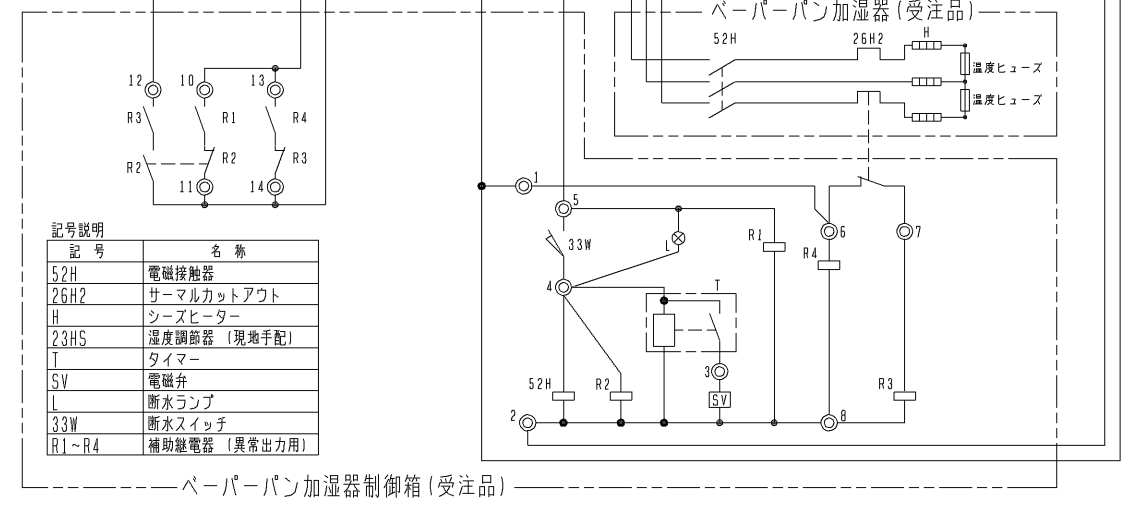 ベーパーパン加湿器(受注品)
52H 26H2 H
温度ヒューズ
温度ヒューズ
12 10 13
R3 R1 R4
R2 R2 R3
11 14
1
5
33W L R1 6 7
R4
4 T
3
52H R2 SV R3
2 8
記号説明
記 号 名 称
52H 電磁接触器
26H2 サーマルカットアウト
H シーズヒーター
23HS 湿度調節器 (現地手配)
T タイマー
SV 電磁弁
L 断水ランプ
33W 断水スイッチ
R1~R4 補助継電器 (異常出力用)
ベーパーパン加湿器制御箱(受注品)